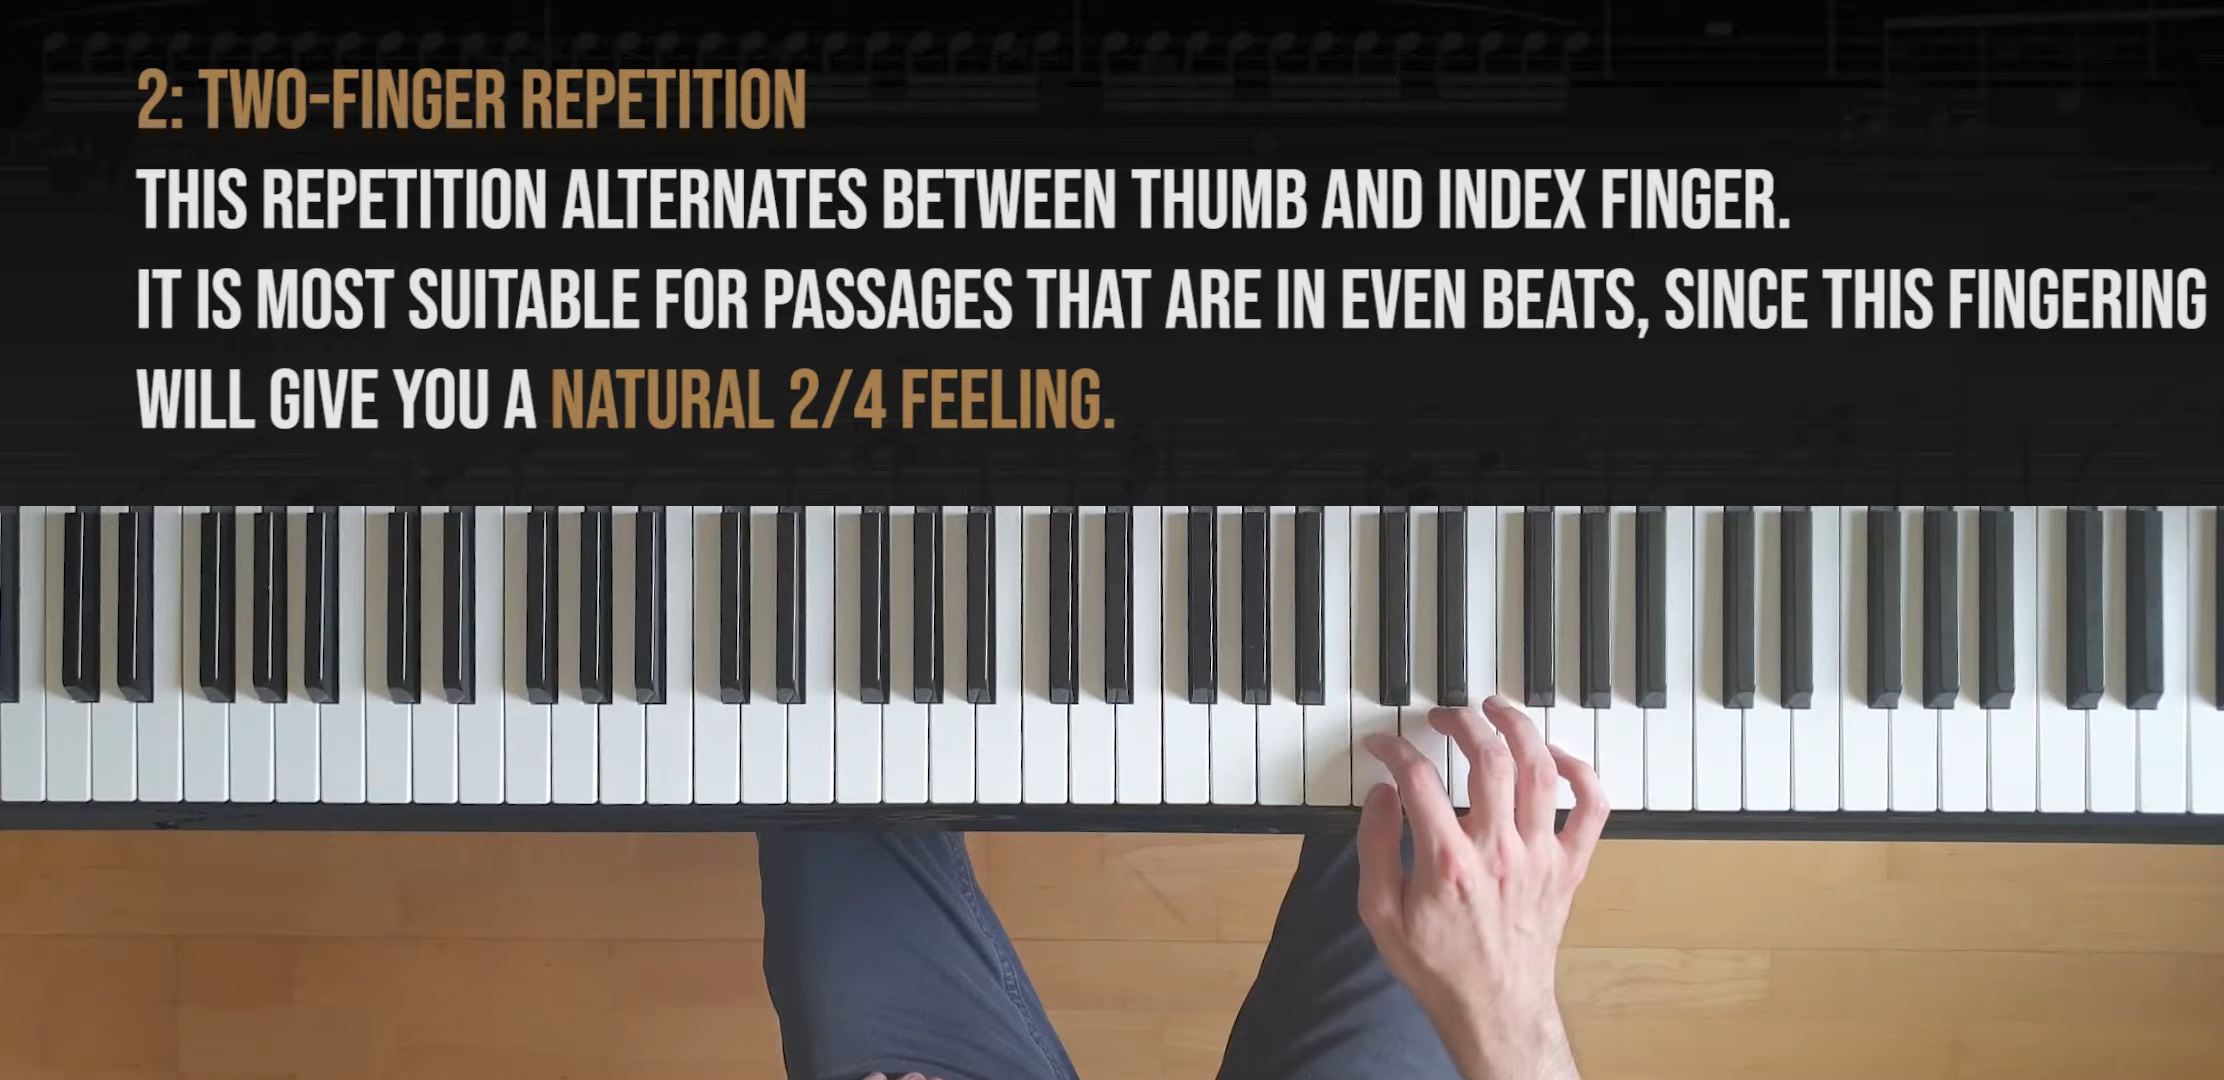 2: TWO-FINGER REPETITION
THIS REPETITION ALTERNATES BETWEEN THUMB AND INDEX FINGER.
IT IS MOST SUITABLE FOR PASSAGES THAT ARE IN EVEN BEATS, SINCE THIS FINGERING
WILL GIVE YOU A NATURAL 2/4 FEELING.